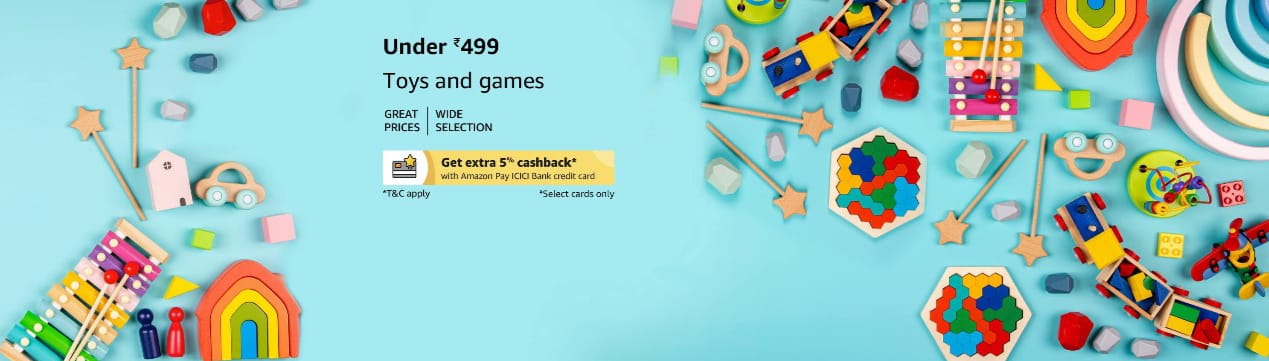 Under ₹499
Toys and games
GREAT PRICES | WIDE SELECTION
Get extra 5% cashback*
with Amazon Pay ICICI Bank credit card
*T&C apply
*Select cards only